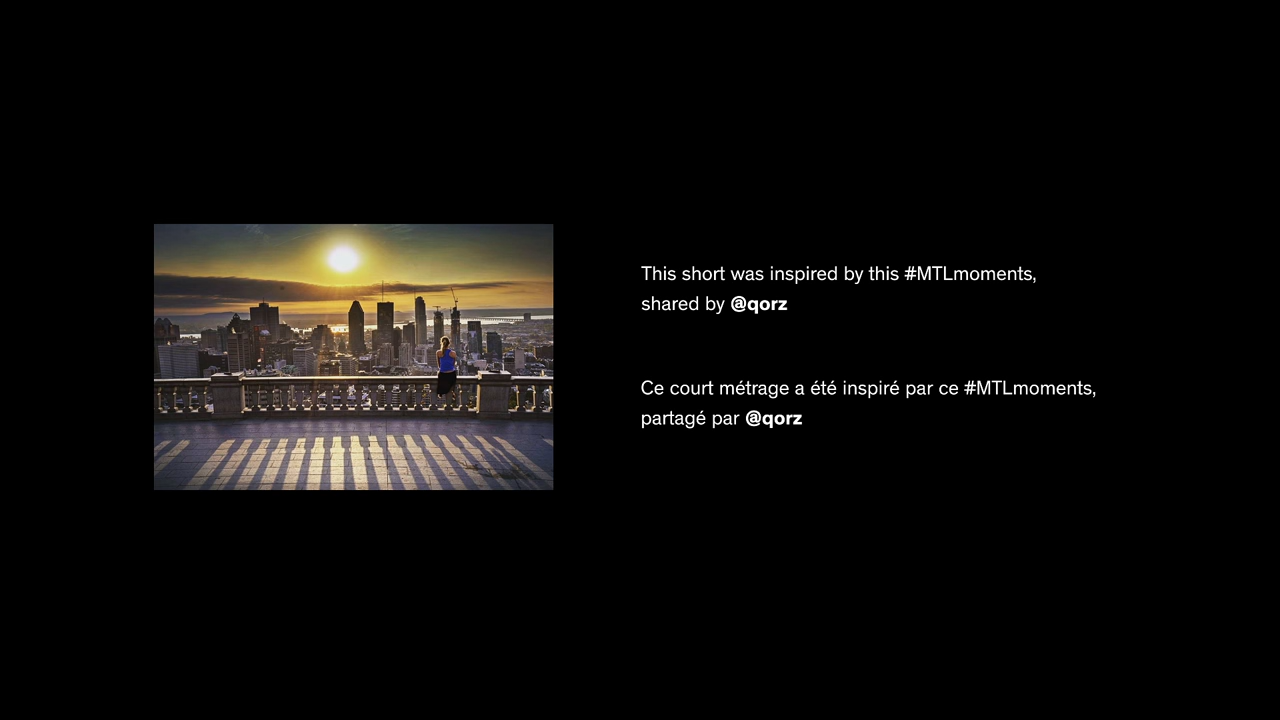 This short was inspired by this #MTLmoments,
shared by @qorz
Ce court métrage a été inspiré par ce #MTLmoments,
partagé par @qorz